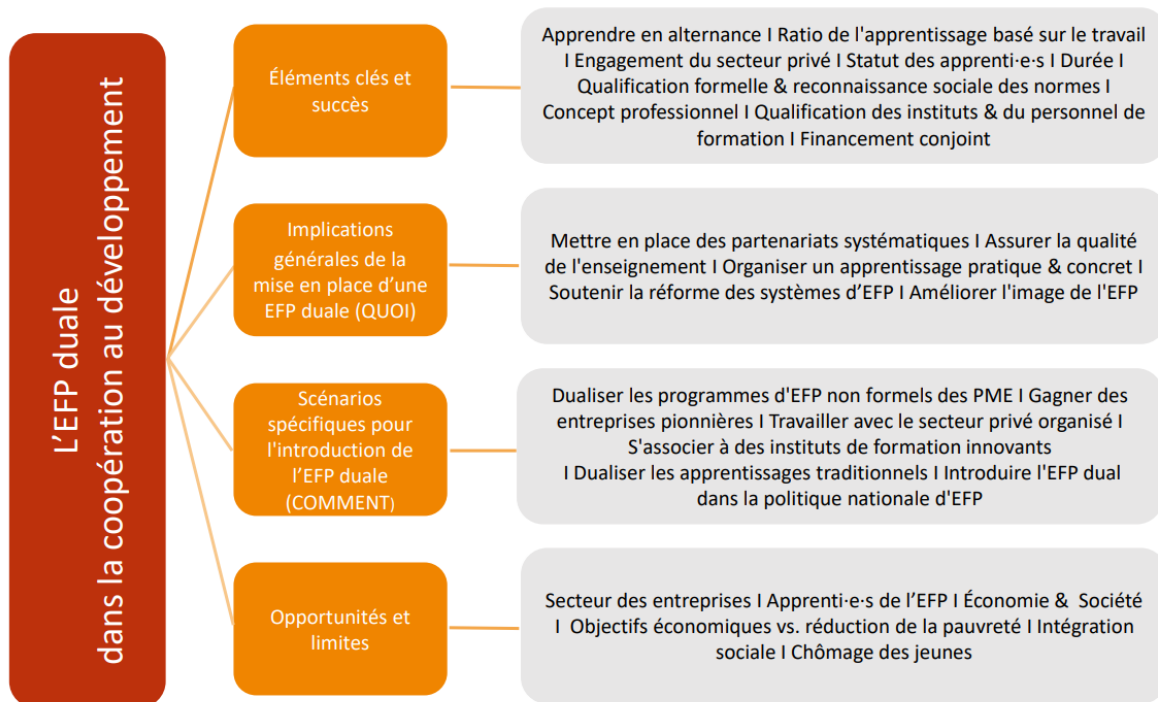 L'EFP duale
dans la coopération au développement
Éléments clés et
succès
Apprendre en alternance I Ratio de l'apprentissage basé sur le travail
I Engagement du secteur privé I Statut des apprenti·e·s I Durée I
Qualification formelle & reconnaissance sociale des normes I
Concept professionnel I Qualification des instituts & du personnel de
formation I Financement conjoint
Implications
générales de la
mise en place d’une
EFP duale (QUOI)
Mettre en place des partenariats systématiques I Assurer la qualité
de l'enseignement I Organiser un apprentissage pratique & concret I
Soutenir la réforme des systèmes d’EFP I Améliorer l'image de l'EFP
Scénarios
spécifiques pour
l'introduction de
l’EFP duale
(COMMENT)
Dualiser les programmes d'EFP non formels des PME I Gagner des
entreprises pionnières I Travailler avec le secteur privé organisé I
S'associer à des instituts de formation innovants
I Dualiser les apprentissages traditionnels I Introduire l'EFP dual
dans la politique nationale d'EFP
Opportunités et
limites
Secteur des entreprises I Apprenti·e·s de l’EFP I Économie & Société
I Objectifs économiques vs. réduction de la pauvreté I Intégration
sociale I Chômage des jeunes